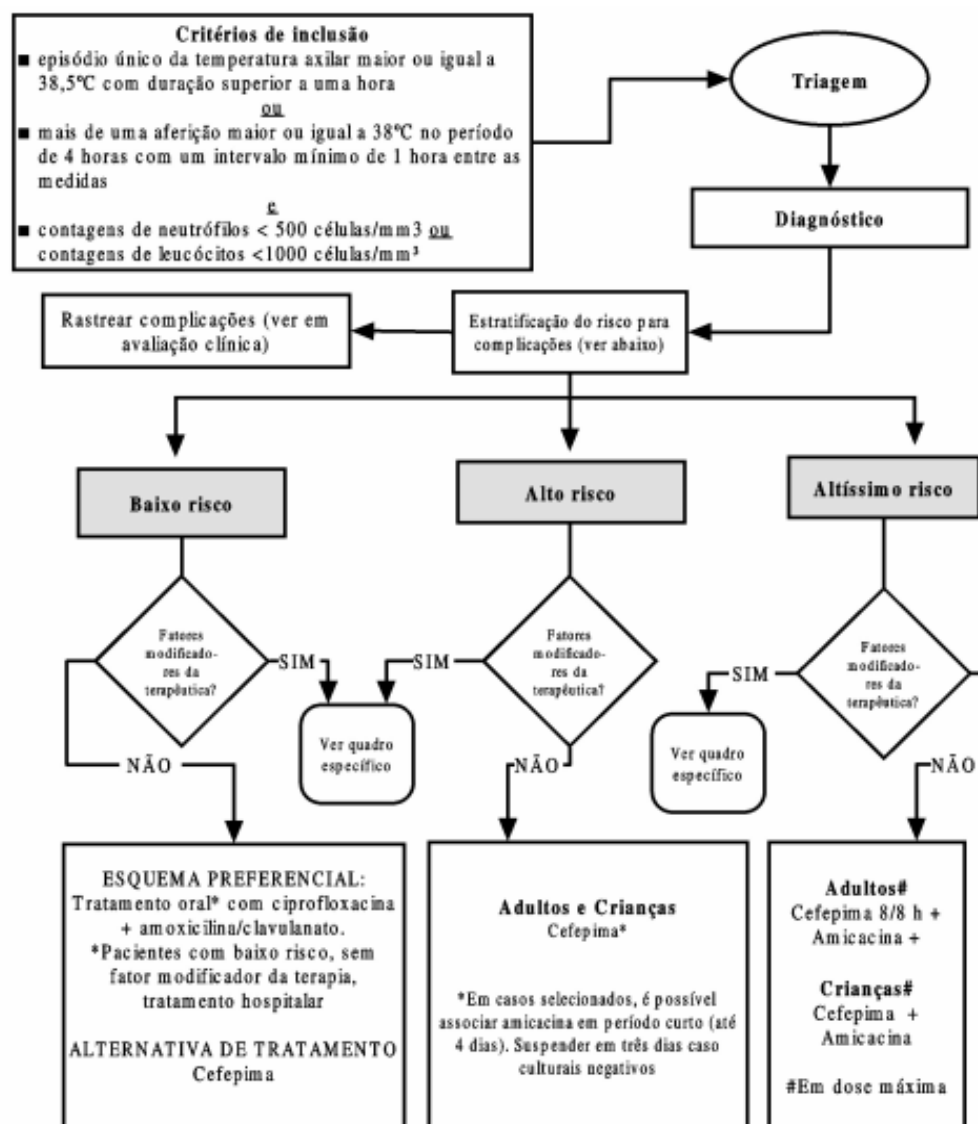 Critérios de inclusão
■ episódio único da temperatura axilar maior ou igual a
38,5ºC com duração superior a uma hora
ou
■ mais de uma aferição maior ou igual a 38ºC no período
de 4 horas com um intervalo mínimo de 1 hora entre as
medidas
e
■ contagens de neutrófilos < 500 células/mm3 ou
contagens de leucócitos <1000 células/mm³
Triagem
Diagnóstico
Rastrear complicações (ver em
avaliação clínica)
Estratificação do risco para
complicações (ver abaixo)
Baixo risco
Alto risco
Altíssimo risco
Fatores
modificado-
res da
terapêutica?
SIM
NÃO
Ver quadro
específico
Fatores
modificado-
res da
terapêutica?
SIM
NÃO
Fatores
modificado-
res da
terapêutica?
SIM
NÃO
Ver quadro
específico
ESQUEMA PREFERENCIAL:
Tratamento oral* com ciprofloxacina
+ amoxicilina/clavulanato.
*Pacientes com baixo risco, sem
fator modificador da terapia,
tratamento hospitalar
ALTERNATIVA DE TRATAMENTO
Cefepima
Adultos e Crianças
Cefepima*
*Em casos selecionados, é possível
associar amicacina em período curto (até
4 dias). Suspender em três dias caso
culturais negativos
Adultos#
Cefepima 8/8 h +
Amicacina +
Crianças#
Cefepima +
Amicacina
#Em dose máxima